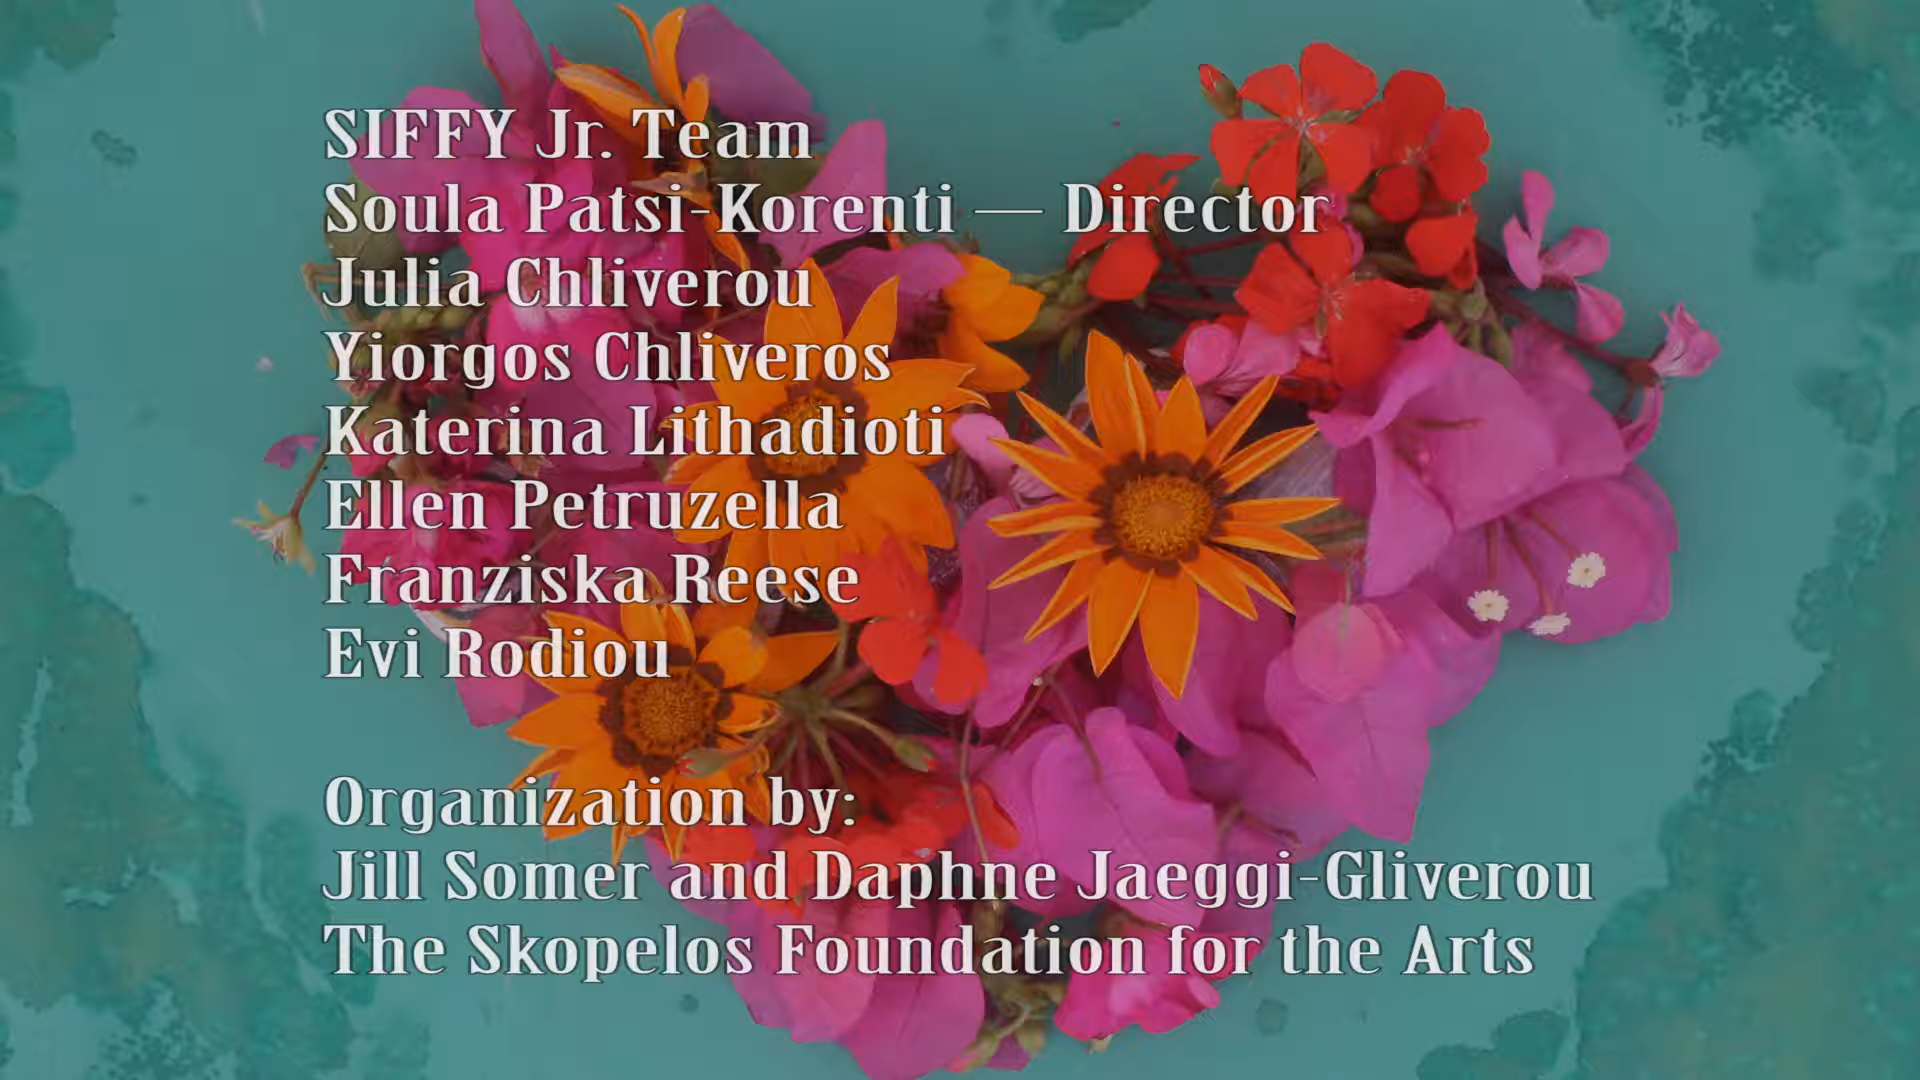 SIFFY Jr. Team
Soula Patsi-Korenti — Director
Julia Chliverou
Yiorgos Chliveros
Katerina Lithadioti
Ellen Petruzella
Franziska Reese
Evi Rodiou
Organization by:
Jill Somer and Daphne Jaeggi-Gliverou
The Skopelos Foundation for the Arts